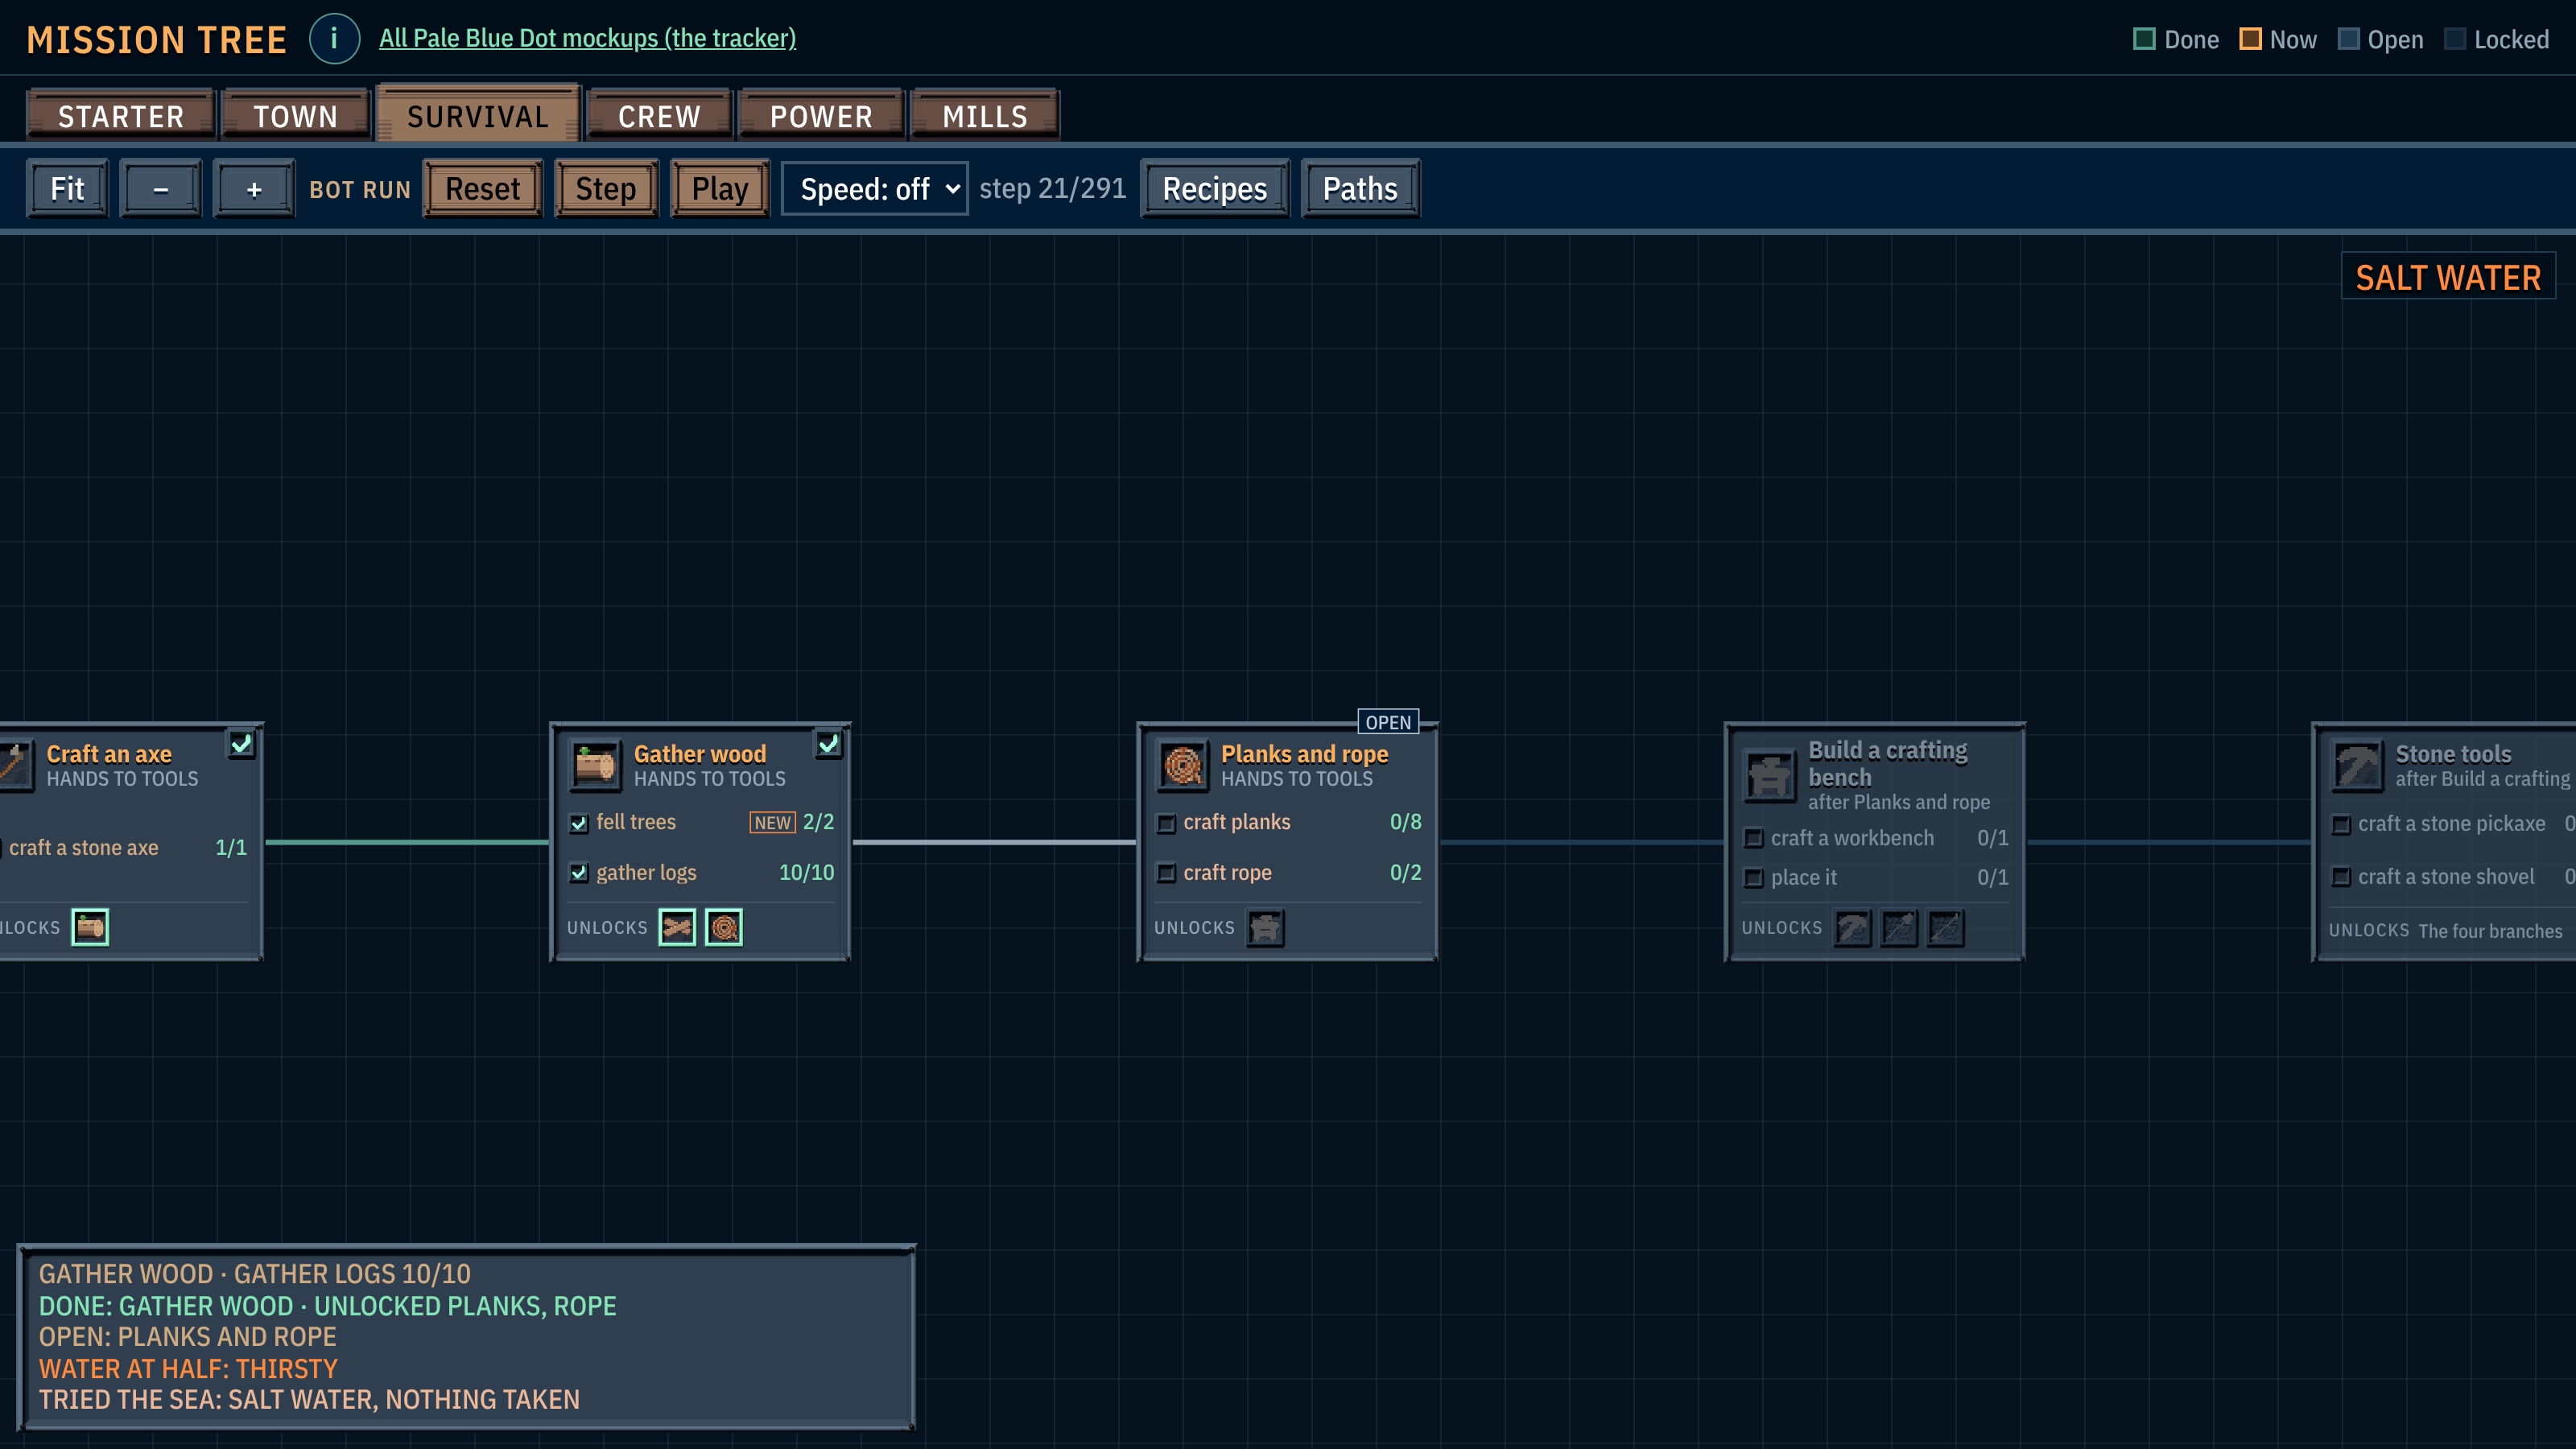 MISSION TREE i All Pale Blue Dot mockups (the tracker) Done Now Open Locked
STARTER TOWN SURVIVAL CREW POWER MILLS
Fit – + BOT RUN Reset Step Play Speed: off step 21/291 Recipes Paths
SALT WATER
Craft an axe
HANDS TO TOOLS
craft a stone axe 1/1
LOCKS
Gather wood
HANDS TO TOOLS
fell trees NEW 2/2
gather logs 10/10
UNLOCKS
OPEN
Planks and rope
HANDS TO TOOLS
craft planks 0/8
craft rope 0/2
UNLOCKS
Build a crafting
bench
after Planks and rope
craft a workbench 0/1
place it 0/1
UNLOCKS
Stone tools
after Build a crafting
craft a stone pickaxe 0
craft a stone shovel 0
UNLOCKS The four branches
GATHER WOOD · GATHER LOGS 10/10
DONE: GATHER WOOD · UNLOCKED PLANKS, ROPE
OPEN: PLANKS AND ROPE
WATER AT HALF: THIRSTY
TRIED THE SEA: SALT WATER, NOTHING TAKEN